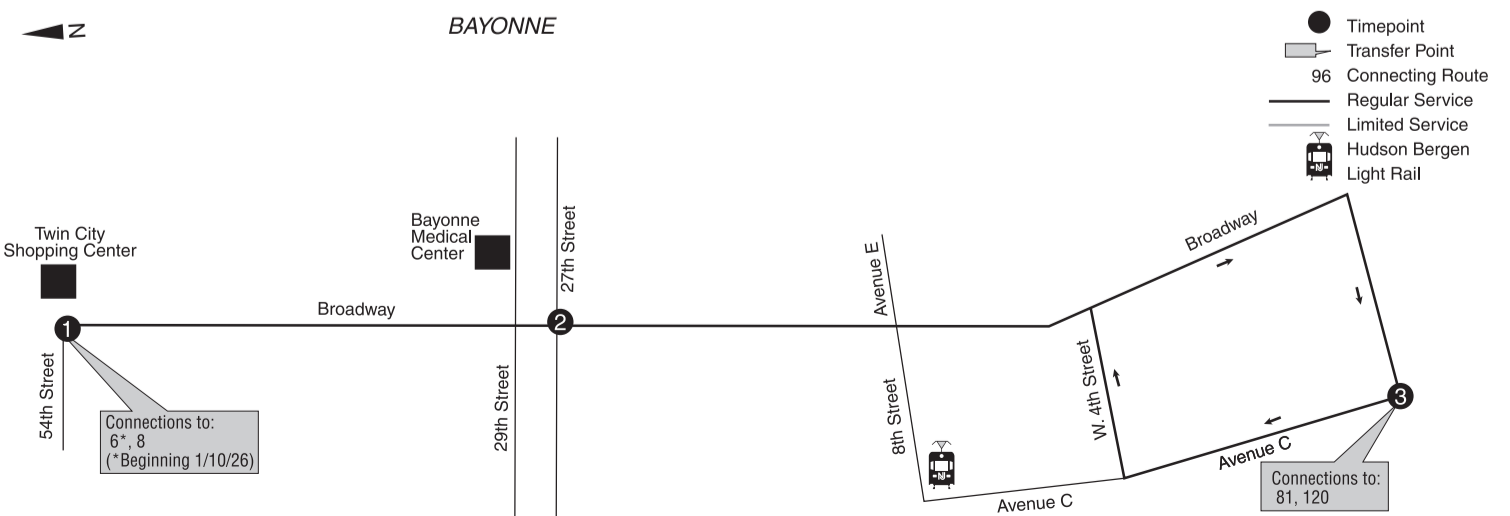 N
BAYONNE
Timepoint
Transfer Point
96 Connecting Route
Regular Service
Limited Service
Hudson Bergen
Light Rail
Twin City
Shopping Center
Bayonne
Medical
Center
27th Street
Avenue E
Broadway
Broadway
1
2
54th Street
29th Street
8th Street
W. 4th Street
3
Connections to:
6*, 8
(*Beginning 1/10/26)
Avenue C
Avenue C
Connections to:
81, 120